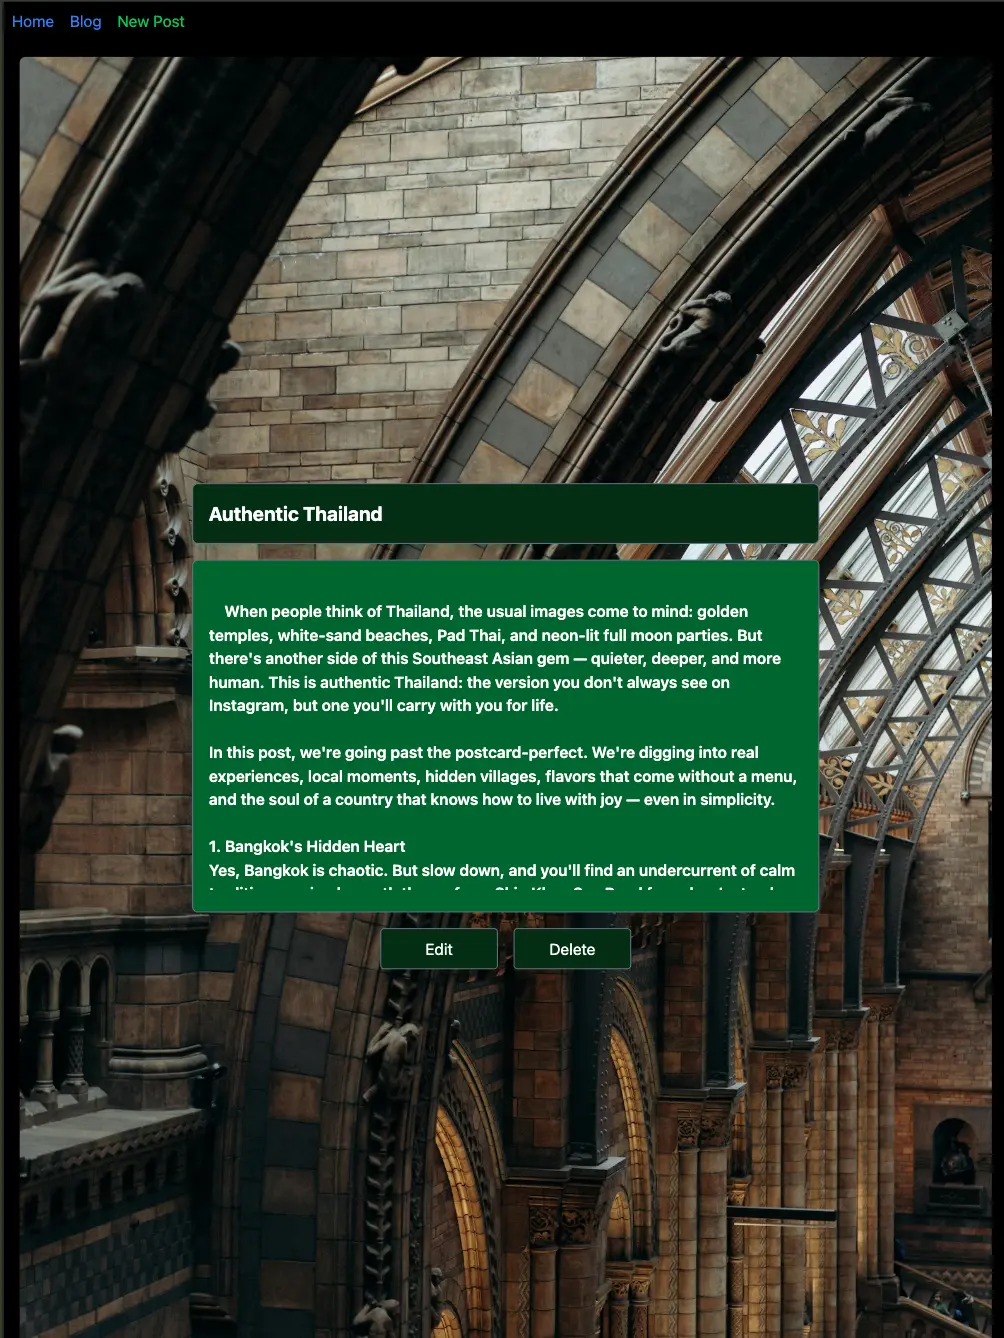 Home Blog New Post
Authentic Thailand
When people think of Thailand, the usual images come to mind: golden
temples, white-sand beaches, Pad Thai, and neon-lit full moon parties. But
there's another side of this Southeast Asian gem — quieter, deeper, and more
human. This is authentic Thailand: the version you don't always see on
Instagram, but one you'll carry with you for life.
In this post, we're going past the postcard-perfect. We're digging into real
experiences, local moments, hidden villages, flavors that come without a menu,
and the soul of a country that knows how to live with joy — even in simplicity.
1. Bangkok's Hidden Heart
Yes, Bangkok is chaotic. But slow down, and you'll find an undercurrent of calm
Edit Delete